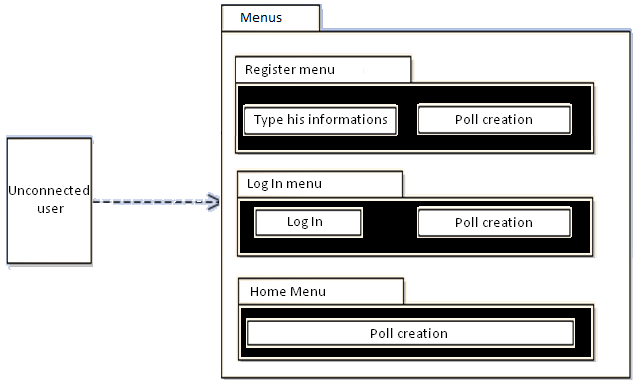 Menus
Register menu
Type his informations
Poll creation
Unconnected
user
Log In menu
Log In
Poll creation
Home Menu
Poll creation